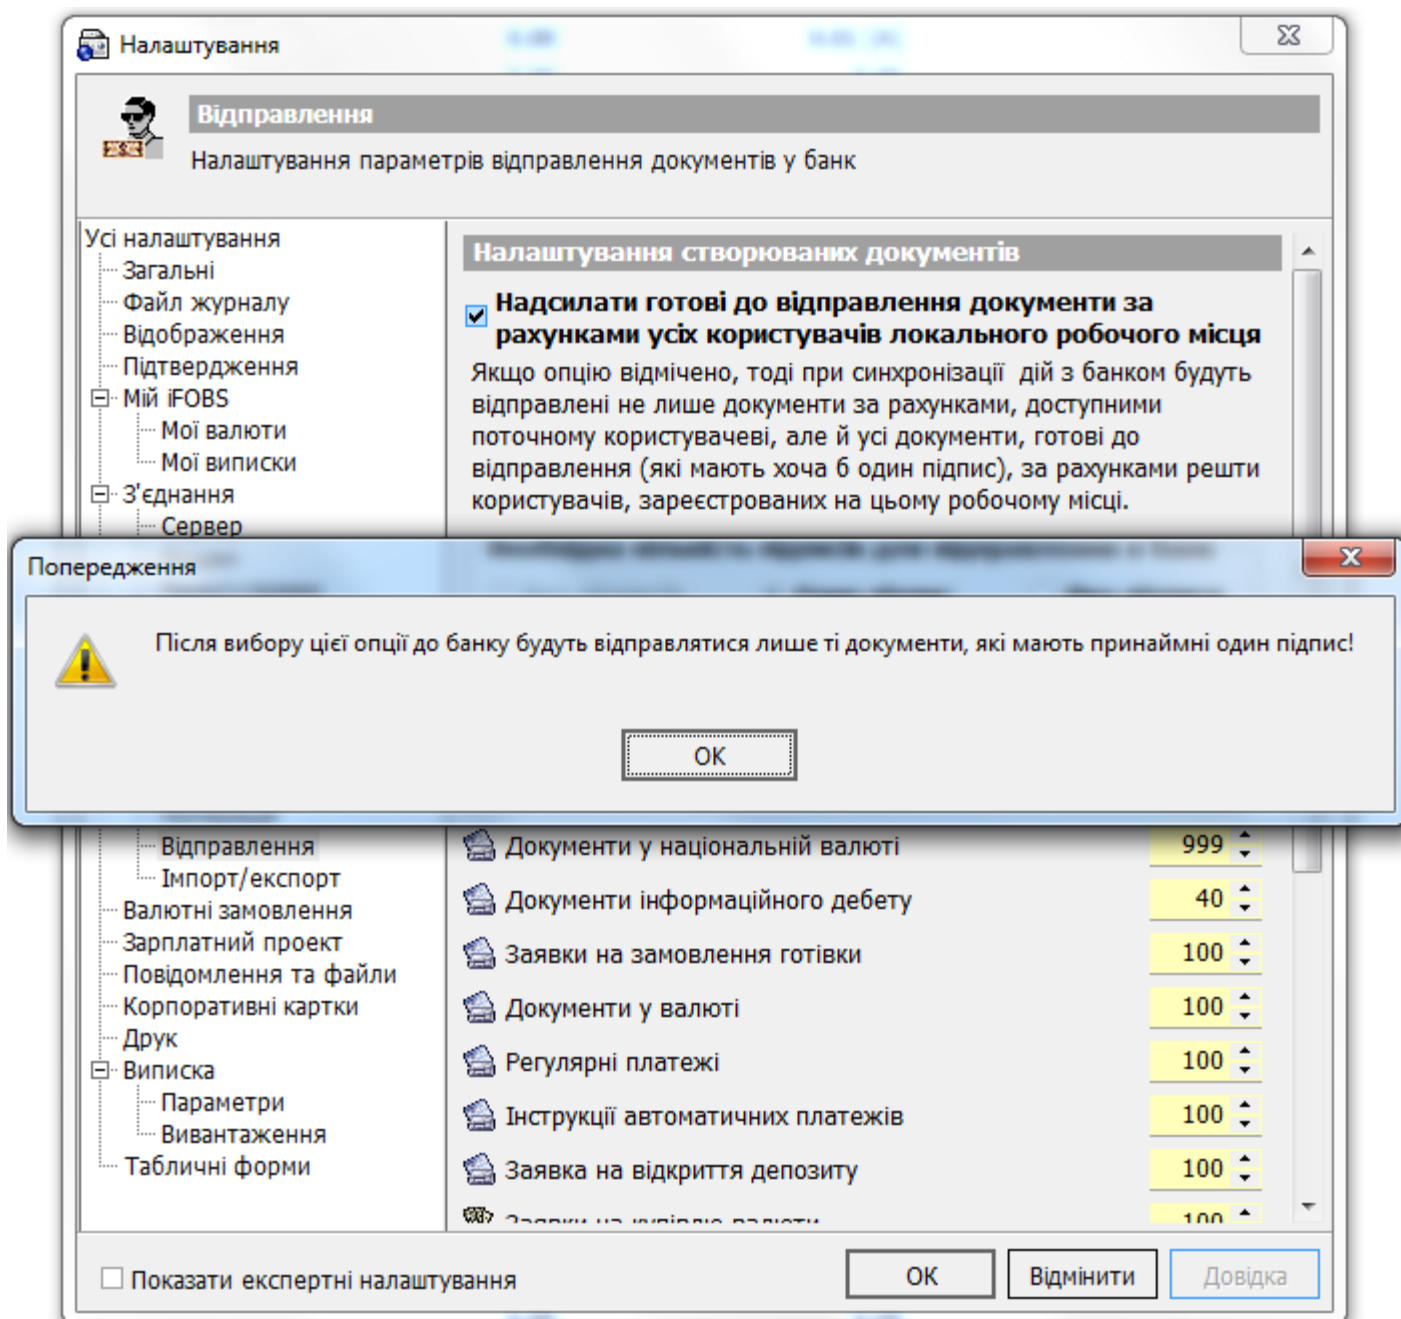 Налаштування
Відправлення
Налаштування параметрів відправлення документів у банк
Усі налаштування
Загальні
Файл журналу
Відображення
Підтвердження
Мій iFOBS
Мої валюти
Мої виписки
З'єднання
Сервер
Налаштування створюваних документів
Надсилати готові до відправлення документи за
рахунками усіх користувачів локального робочого місця
Якщо опцію відмічено, тоді при синхронізації дій з банком будуть
відправлені не лише документи за рахунками, доступними
поточному користувачеві, але й усі документи, готові до
відправлення (які мають хоча б один підпис), за рахунками решти
користувачів, зареєстрованих на цьому робочому місці.
Попередження
Після вибору цієї опції до банку будуть відправлятися лише ті документи, які мають принаймні один підпис!
ОК
Відправлення
Імпорт/експорт
Валютні замовлення
Зарплатний проект
Повідомлення та файли
Корпоративні картки
Друк
Виписка
Параметри
Вивантаження
Табличні форми
Документи у національній валюті 999
Документи інформаційного дебету 40
Заявки на замовлення готівки 100
Документи у валюті 100
Регулярні платежі 100
Інструкції автоматичних платежів 100
Заявка на відкриття депозиту 100
Заявки на купівлю валюти 100
Показати експертні налаштування
ОК
Відмінити
Довідка